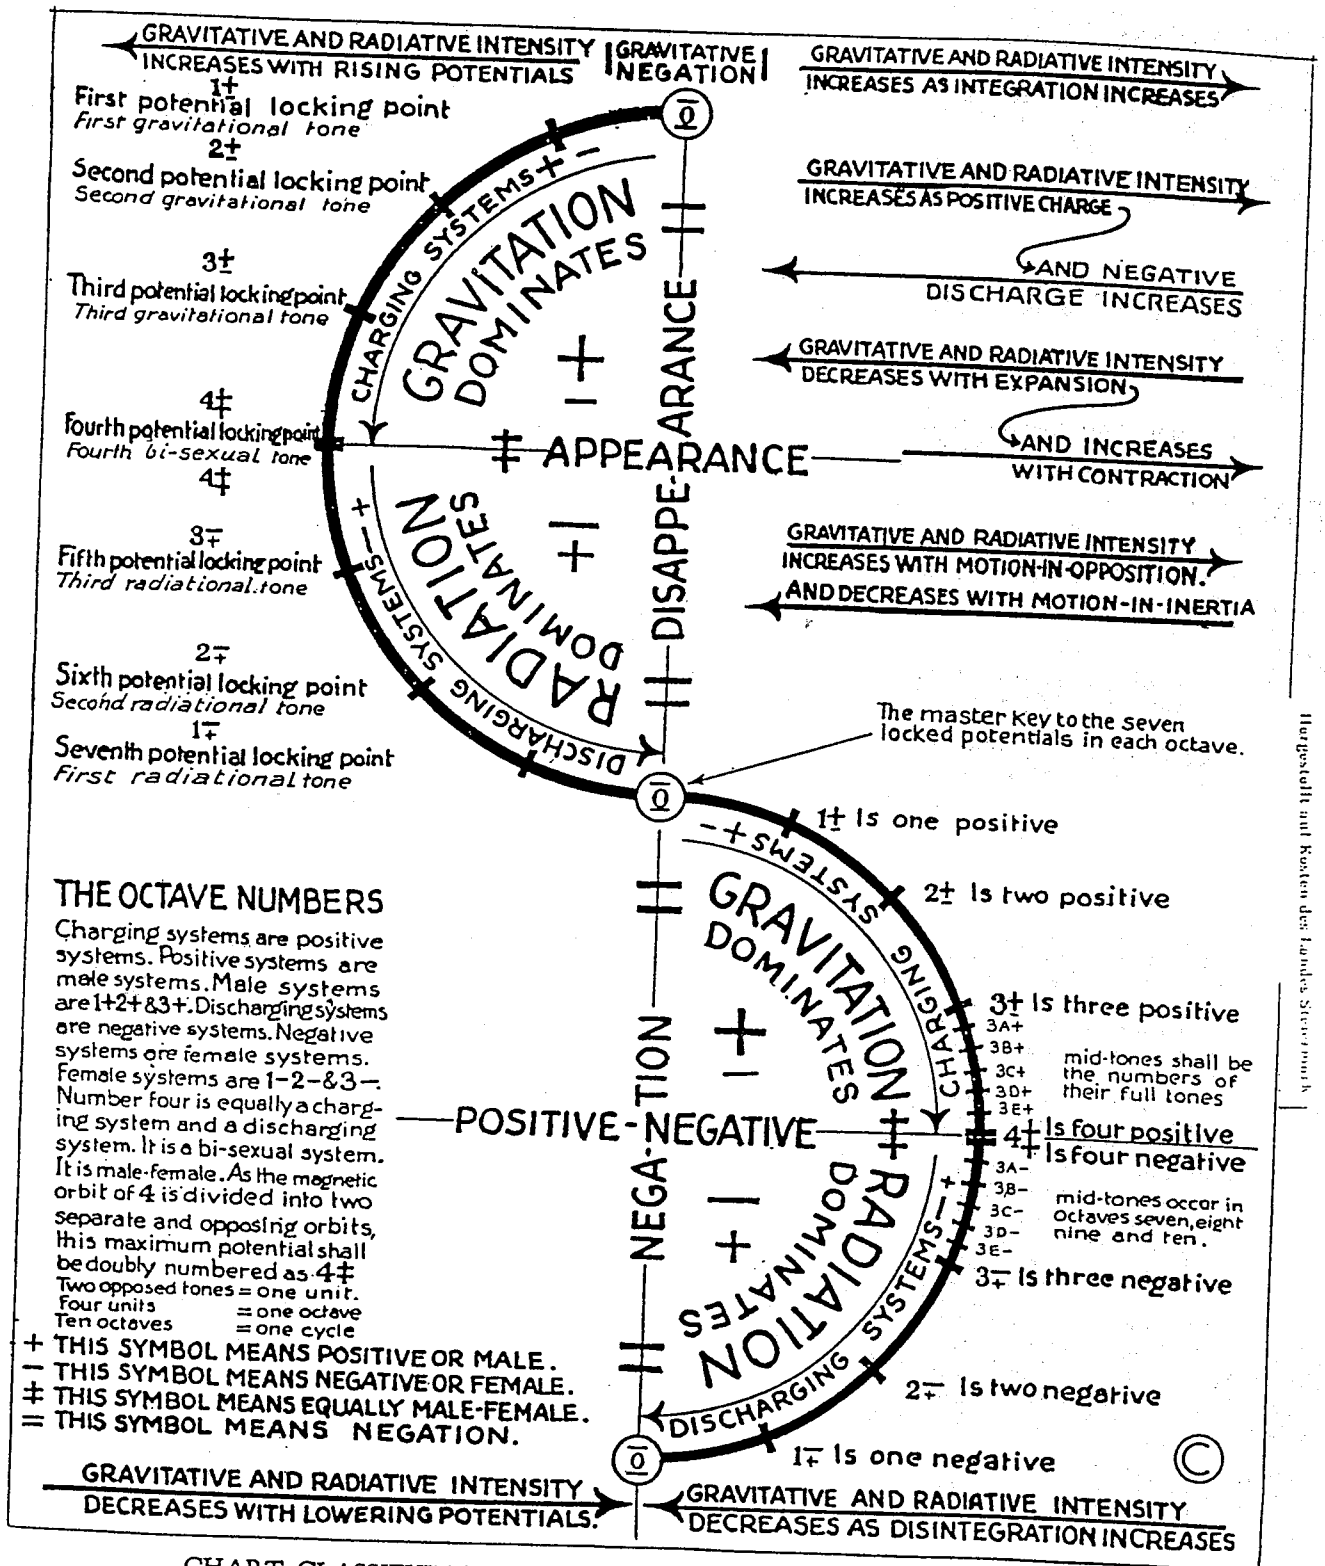 GRAVITATIVE AND RADIATIVE INTENSITY
INCREASES WITH RISING POTENTIALS
GRAVITATIVE
NEGATION
GRAVITATIVE AND RADIATIVE INTENSITY
INCREASES AS INTEGRATION INCREASES
1±
First potential locking point
First gravitational tone
2±
Second potential locking point
Second gravitational tone
3±
Third potential locking point
Third gravitational tone
4‡
Fourth potential locking point
Fourth bi-sexual tone
4‡
3∓
Fifth potential locking point
Third radiational tone
2∓
Sixth potential locking point
Second radiational tone
1∓
Seventh potential locking point
First radiational tone
0
CHARGING SYSTEMS + −
GRAVITATION
DOMINATES
+
−
‡ APPEARANCE
DISAPPE-ARANCE
−
+
RADIATION
DOMINATES
DISCHARGING SYSTEMS − +
GRAVITATIVE AND RADIATIVE INTENSITY
INCREASES AS POSITIVE CHARGE
AND NEGATIVE
DISCHARGE INCREASES
GRAVITATIVE AND RADIATIVE INTENSITY
DECREASES WITH EXPANSION
AND INCREASES
WITH CONTRACTION
GRAVITATIVE AND RADIATIVE INTENSITY
INCREASES WITH MOTION-IN-OPPOSITION.
AND DECREASES WITH MOTION-IN-INERTIA
The master key to the seven
locked potentials in each octave.
0
1± Is one positive
2± Is two positive
3± Is three positive
3A+
3B+
3C+
3D+
3E+
mid-tones shall be
the numbers of
their full tones
4‡ Is four positive
Is four negative
3A−
3B−
3C−
3D−
3E−
mid-tones occur in
octaves seven, eight
nine and ten.
3∓ Is three negative
2∓ Is two negative
1∓ Is one negative
CHARGING SYSTEMS + −
GRAVITATION
DOMINATES
+
−
POSITIVE-NEGATIVE ‡
NEGA-TION
−
+
RADIATION
DOMINATES
DISCHARGING SYSTEMS − +
0
THE OCTAVE NUMBERS
Charging systems are positive
systems. Positive systems are
male systems. Male systems
are 1+2+&3+. Discharging systems
are negative systems. Negative
systems are female systems.
Female systems are 1−2−&3−.
Number four is equally a charg-
ing system and a discharging
system. It is a bi-sexual system.
It is male-female. As the magnetic
orbit of 4 is divided into two
separate and opposing orbits,
this maximum potential shall
be doubly numbered as 4‡
Two opposed tones = one unit.
Four units = one octave
Ten octaves = one cycle
+ THIS SYMBOL MEANS POSITIVE OR MALE.
− THIS SYMBOL MEANS NEGATIVE OR FEMALE.
‡ THIS SYMBOL MEANS EQUALLY MALE-FEMALE.
= THIS SYMBOL MEANS NEGATION.
GRAVITATIVE AND RADIATIVE INTENSITY
DECREASES WITH LOWERING POTENTIALS.
GRAVITATIVE AND RADIATIVE INTENSITY
DECREASES AS DISINTEGRATION INCREASES
©
Hergestellt auf Kosten des Landes Steiermark